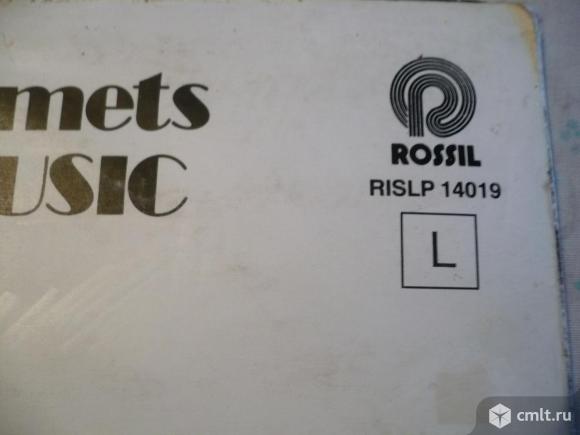 mets
USIC
ROSSIL
RISLP 14019
L
cmlt.ru